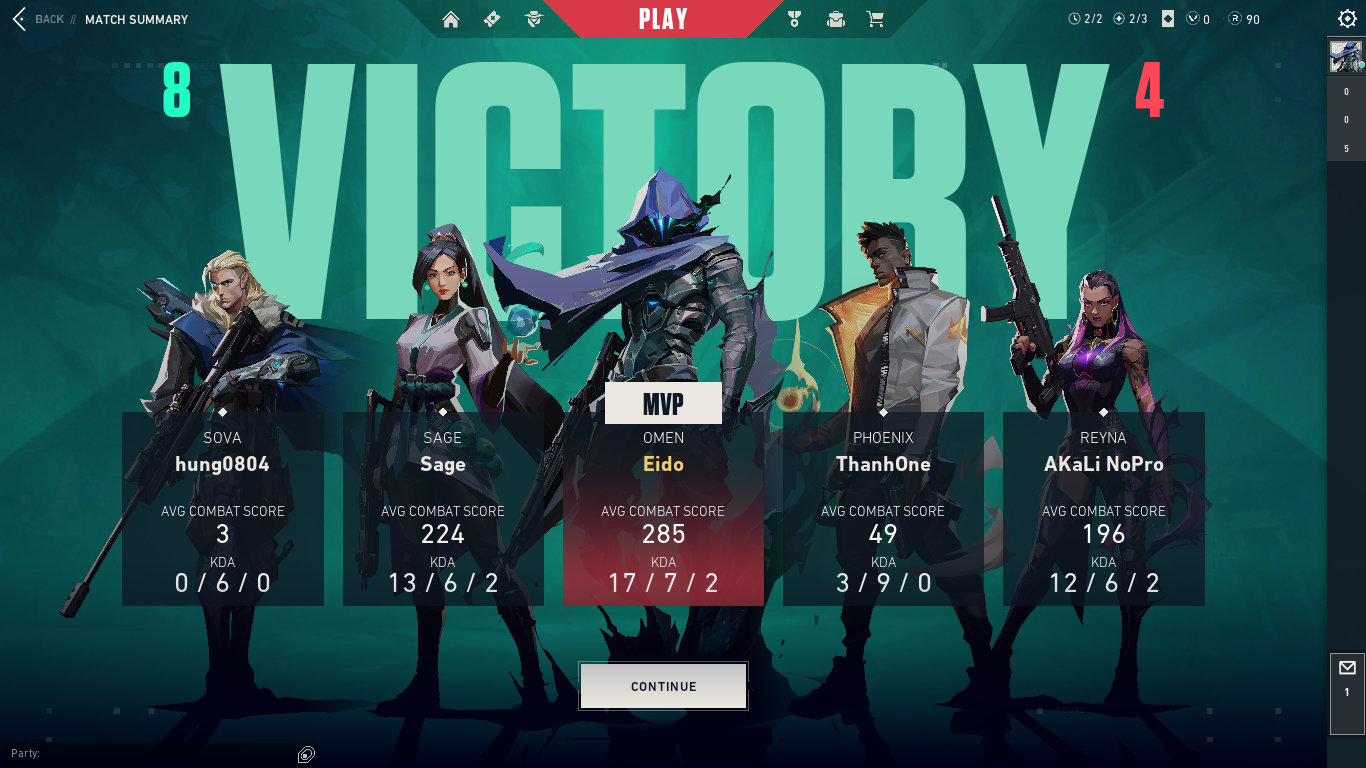 BACK // MATCH SUMMARY
PLAY
2/2 2/3 0 90
8 VICTORY 4
0
0
5
MVP
SOVA
hung0804
AVG COMBAT SCORE
3
KDA
0 / 6 / 0
SAGE
Sage
AVG COMBAT SCORE
224
KDA
13 / 6 / 2
OMEN
Eido
AVG COMBAT SCORE
285
KDA
17 / 7 / 2
PHOENIX
ThanhOne
AVG COMBAT SCORE
49
KDA
3 / 9 / 0
REYNA
AKaLi NoPro
AVG COMBAT SCORE
196
KDA
12 / 6 / 2
CONTINUE
1
Party: